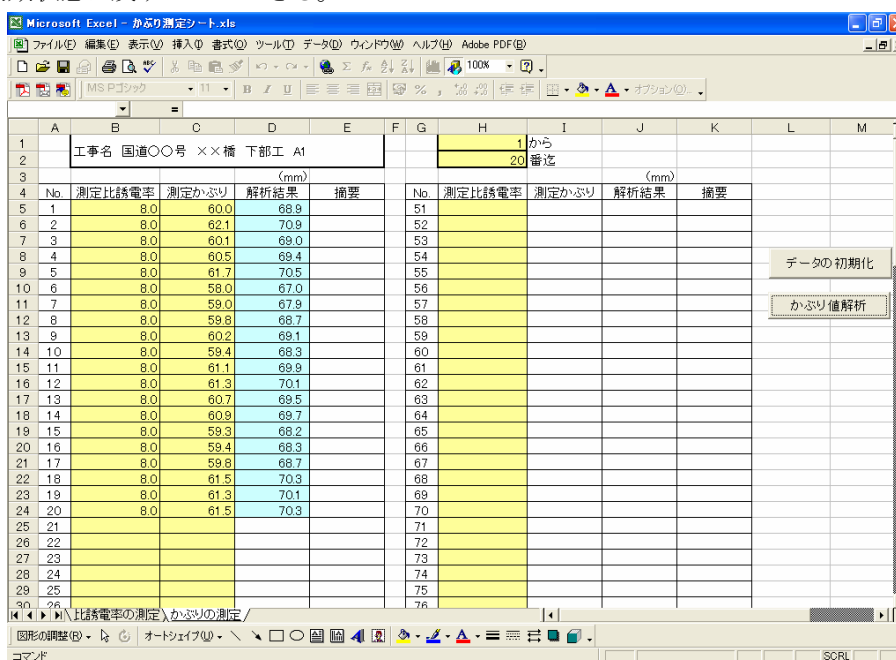 Microsoft Excel - かぶり測定シート.xls
ファイル(F) 編集(E) 表示(V) 挿入(I) 書式(O) ツール(T) データ(D) ウィンドウ(W) ヘルプ(H) Adobe PDF(B)
100%
MS Pゴシック 11 B I U % , オプション(O)...
=
A B C D E F G H I J K L M
1 工事名 国道〇〇号 ××橋 下部工 A1 1 から
2 20 番迄
3 (mm) (mm)
4 No. 測定比誘電率 測定かぶり 解析結果 摘要 No. 測定比誘電率 測定かぶり 解析結果 摘要
5 1 8.0 60.0 68.9 51
6 2 8.0 62.1 70.9 52
7 3 8.0 60.1 69.0 53
8 4 8.0 60.5 69.4 54
データの初期化
9 5 8.0 61.7 70.5 55
10 6 8.0 58.0 67.0 56
11 7 8.0 59.0 67.9 57
かぶり値解析
12 8 8.0 59.8 68.7 58
13 9 8.0 60.2 69.1 59
14 10 8.0 59.4 68.3 60
15 11 8.0 61.1 69.9 61
16 12 8.0 61.3 70.1 62
17 13 8.0 60.7 69.5 63
18 14 8.0 60.9 69.7 64
19 15 8.0 59.3 68.2 65
20 16 8.0 59.4 68.3 66
21 17 8.0 59.8 68.7 67
22 18 8.0 61.5 70.3 68
23 19 8.0 61.3 70.1 69
24 20 8.0 61.5 70.3 70
25 21 71
26 22 72
27 23 73
28 24 74
29 25 75
30 26 76
比誘電率の測定 かぶりの測定
図形の調整(R) オートシェイプ(U)
コマンド SCRL